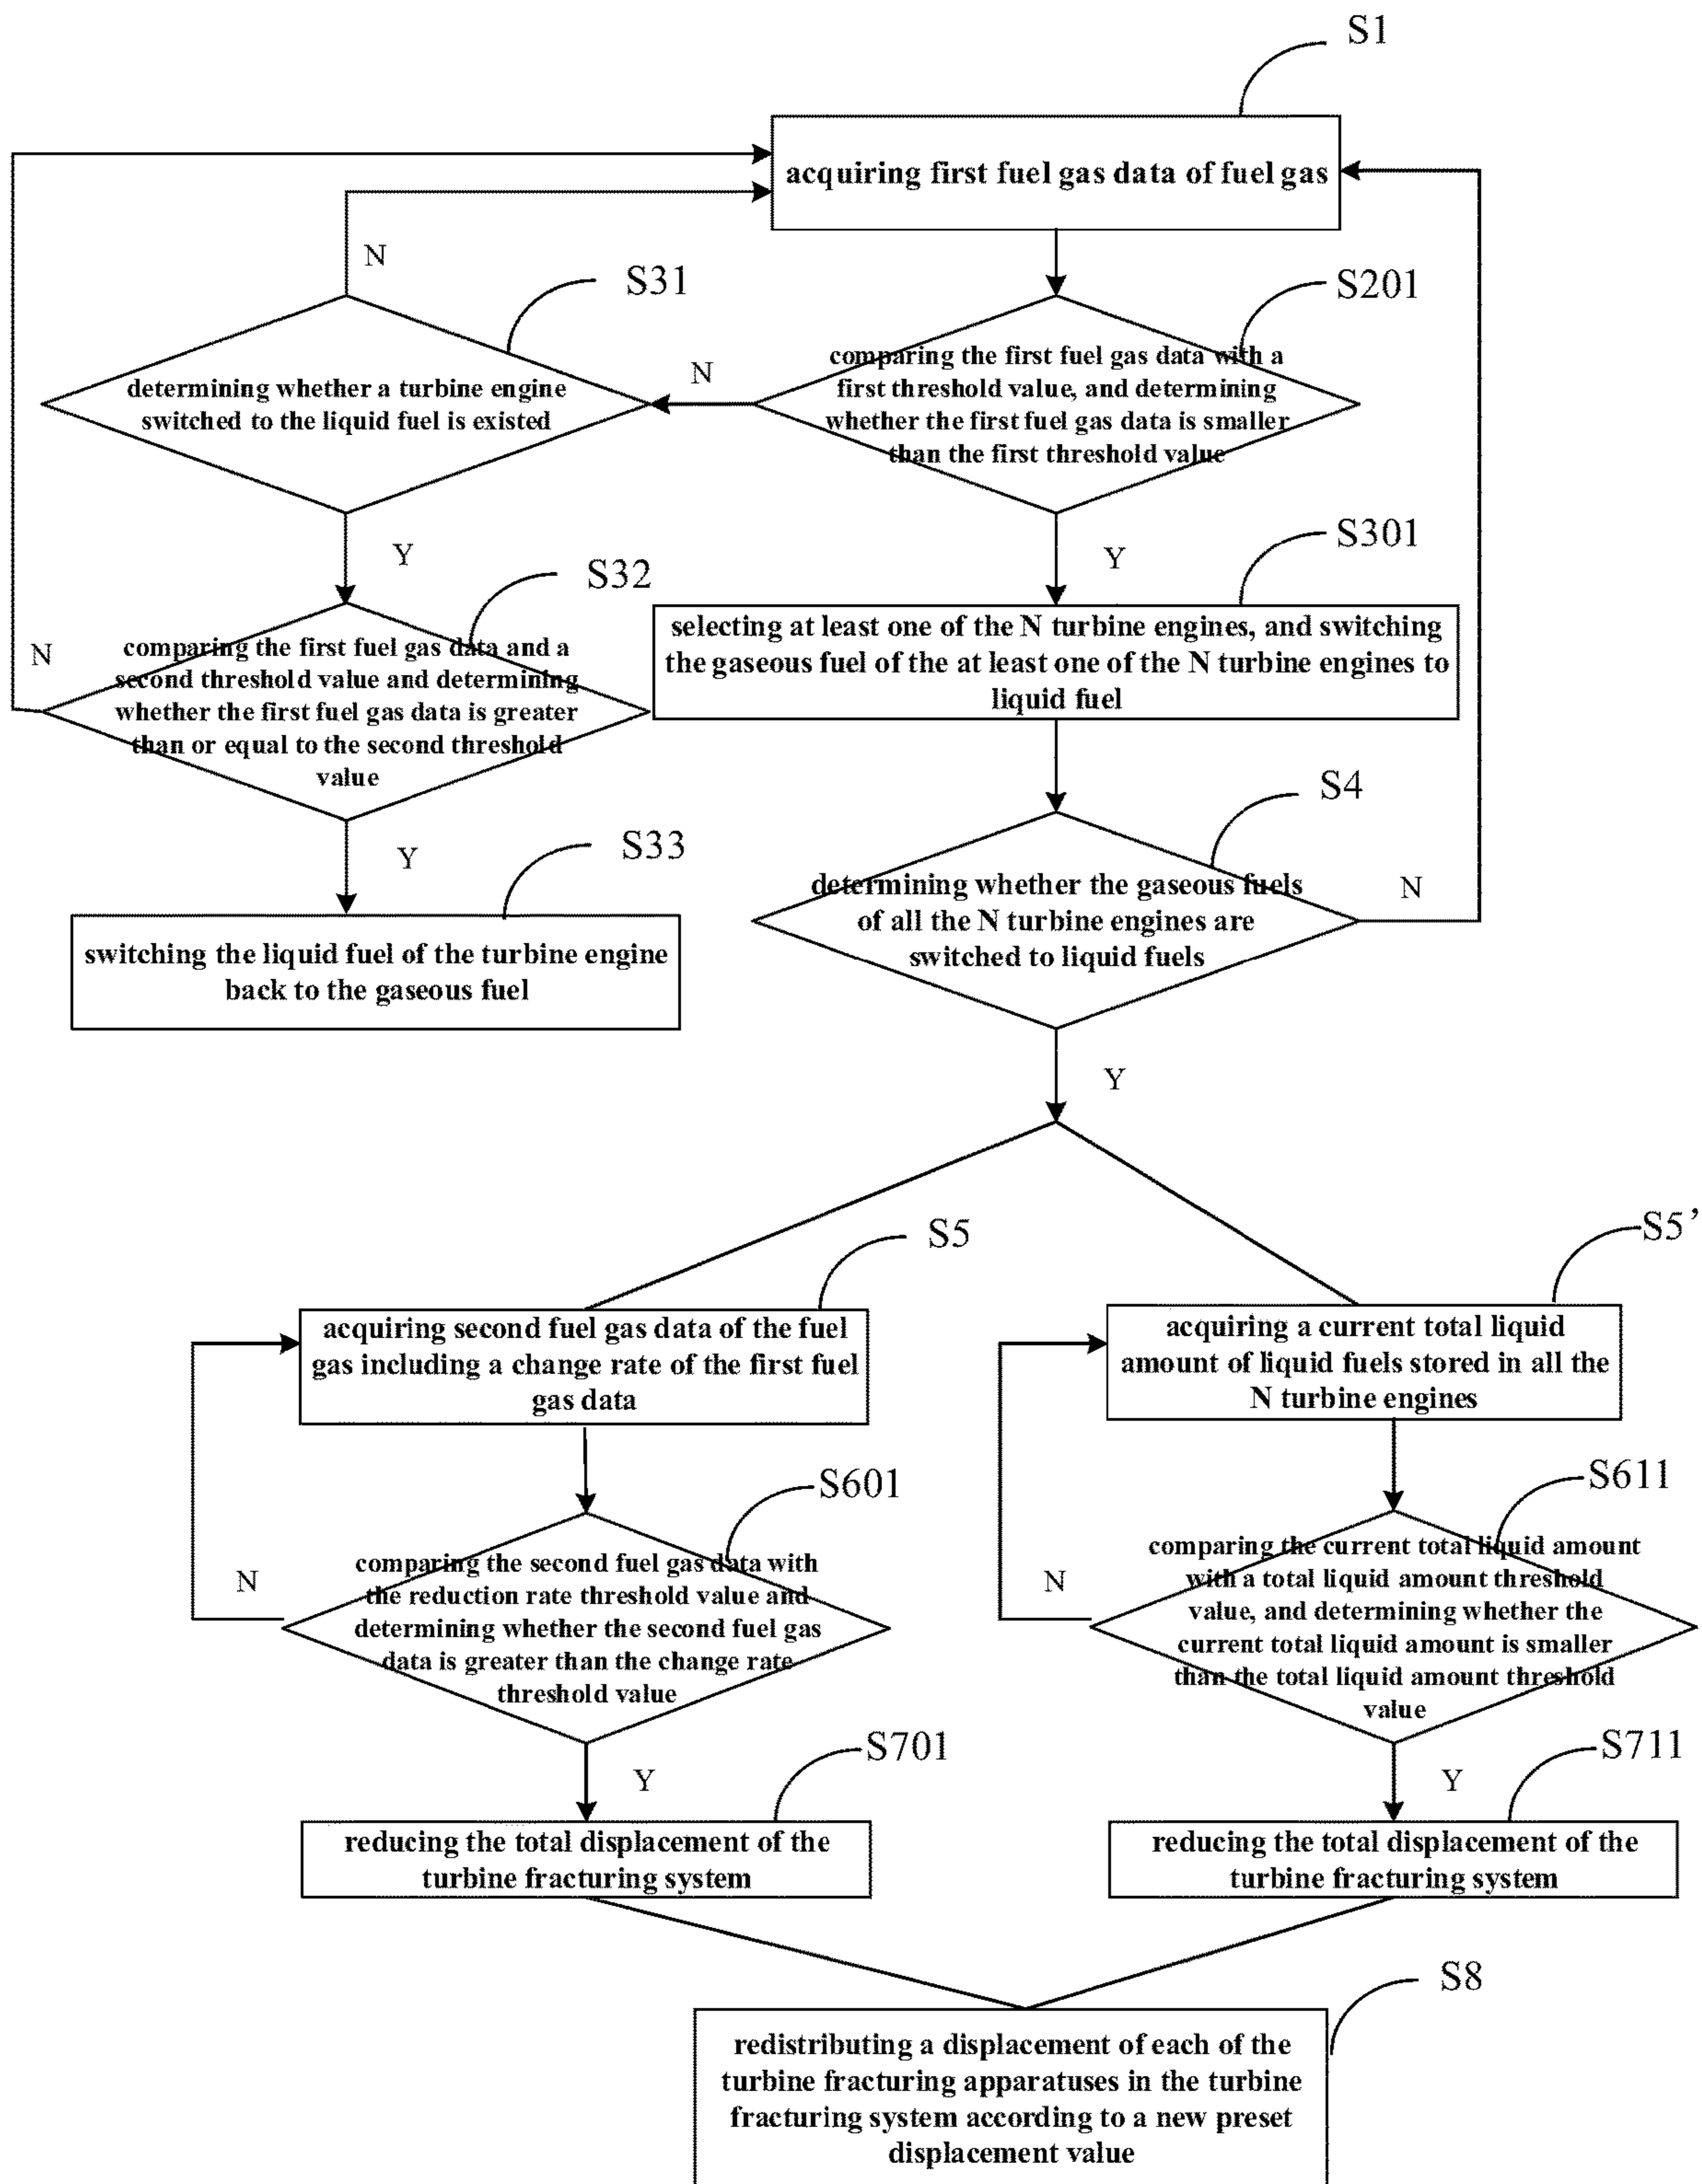 S1
acquiring first fuel gas data of fuel gas
N
S31
S201
determining whether a turbine engine
switched to the liquid fuel is existed
N
comparing the first fuel gas data with a
first threshold value, and determining
whether the first fuel gas data is smaller
than the first threshold value
Y
Y
S301
S32
selecting at least one of the N turbine engines, and switching
the gaseous fuel of the at least one of the N turbine engines to
liquid fuel
N
comparing the first fuel gas data and a
second threshold value and determining
whether the first fuel gas data is greater
than or equal to the second threshold
value
S4
Y
S33
determining whether the gaseous fuels
of all the N turbine engines are
switched to liquid fuels
N
switching the liquid fuel of the turbine engine
back to the gaseous fuel
Y
S5
S5’
acquiring second fuel gas data of the fuel
gas including a change rate of the first fuel
gas data
acquiring a current total liquid
amount of liquid fuels stored in all the
N turbine engines
S601
S611
N
comparing the second fuel gas data with
the reduction rate threshold value and
determining whether the second fuel gas
data is greater than the change rate
threshold value
N
comparing the current total liquid amount
with a total liquid amount threshold
value, and determining whether the
current total liquid amount is smaller
than the total liquid amount threshold
value
S701
S711
Y
Y
reducing the total displacement of the
turbine fracturing system
reducing the total displacement of the
turbine fracturing system
S8
redistributing a displacement of each of the
turbine fracturing apparatuses in the turbine
fracturing system according to a new preset
displacement value